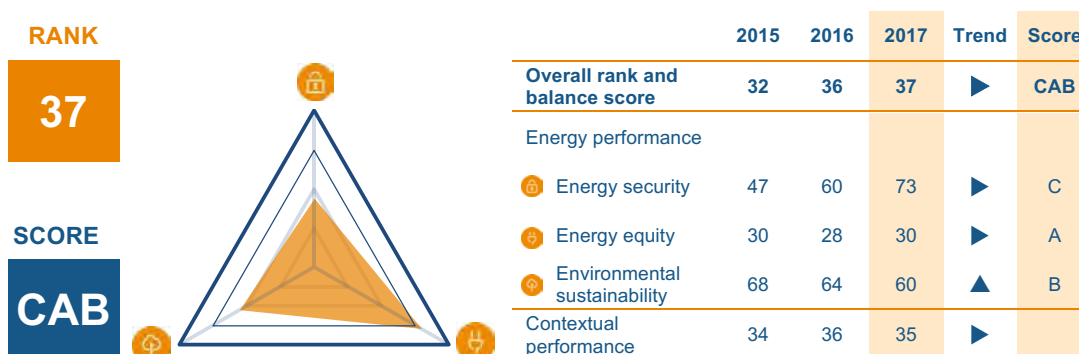 RANK
37
SCORE
CAB
2015 2016 2017 Trend Score
Overall rank and
balance score 32 36 37 CAB
Energy performance
Energy security 47 60 73 C
Energy equity 30 28 30 A
Environmental
sustainability 68 64 60 B
Contextual
performance 34 36 35